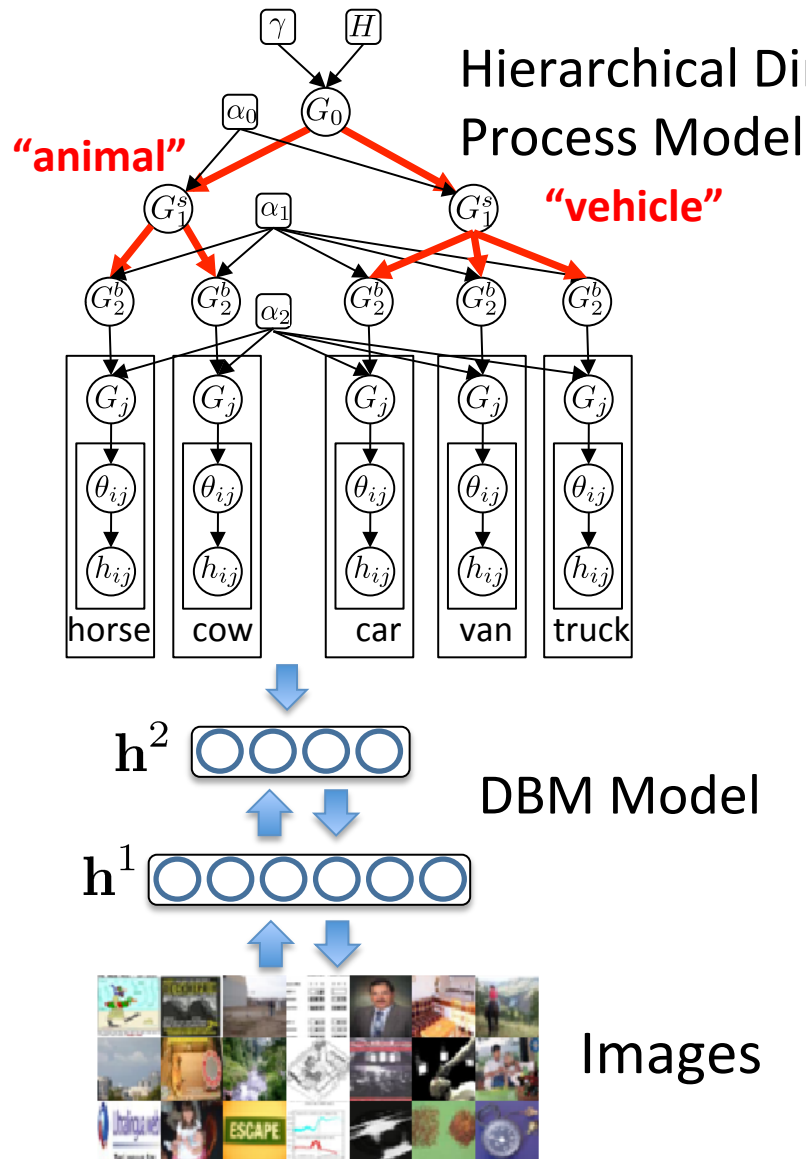 γ H
Hierarchical Di
α₀ G₀
Process Model
“animal”
G₁ˢ α₁ G₁ˢ “vehicle”
G₂ᵇ G₂ᵇ α₂ G₂ᵇ G₂ᵇ G₂ᵇ
Gⱼ Gⱼ Gⱼ Gⱼ Gⱼ
θᵢⱼ θᵢⱼ θᵢⱼ θᵢⱼ θᵢⱼ
hᵢⱼ hᵢⱼ hᵢⱼ hᵢⱼ hᵢⱼ
horse cow car van truck
h²
DBM Model
h¹
Images
ESCAPE